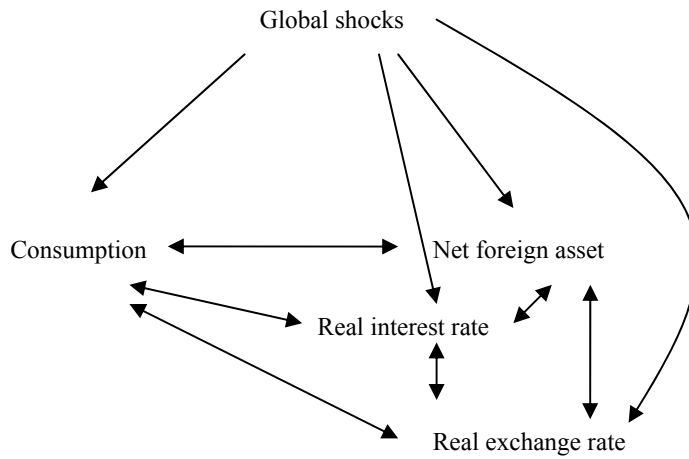 Global shocks
Consumption
Net foreign asset
Real interest rate
Real exchange rate